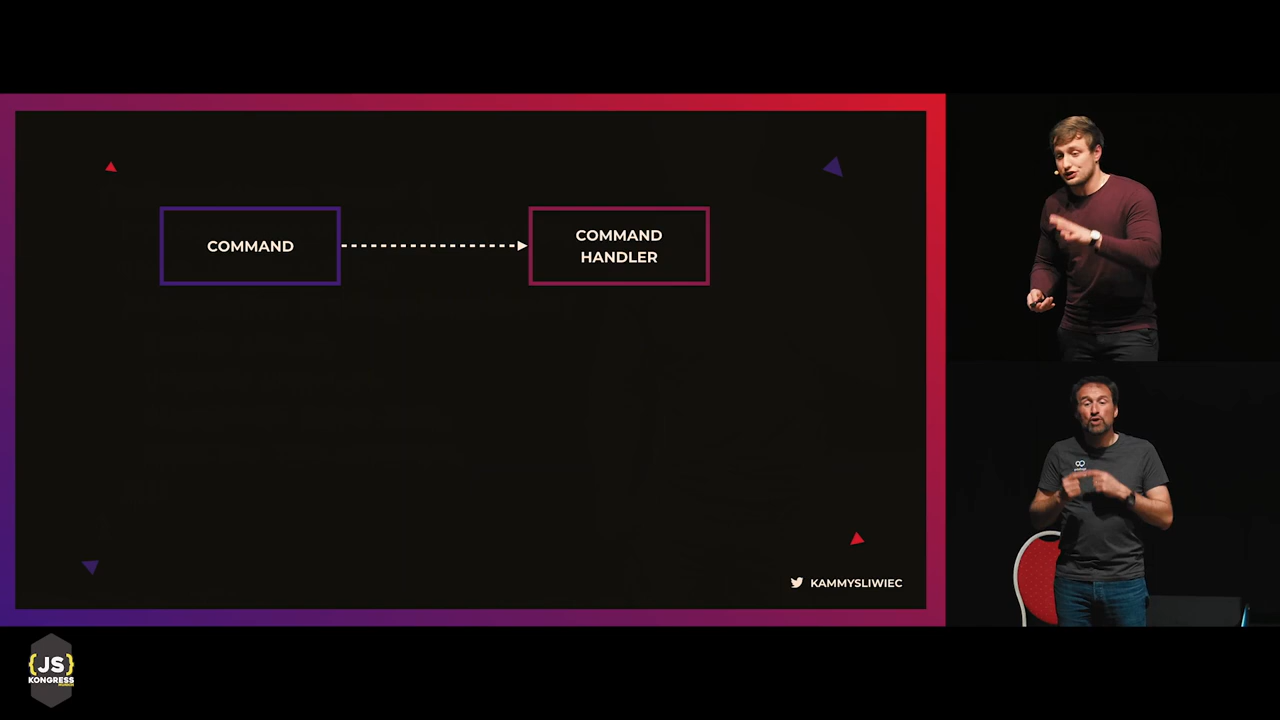 COMMAND
COMMAND
HANDLER
KAMMYSLIWIEC
{JS}
KONGRESS